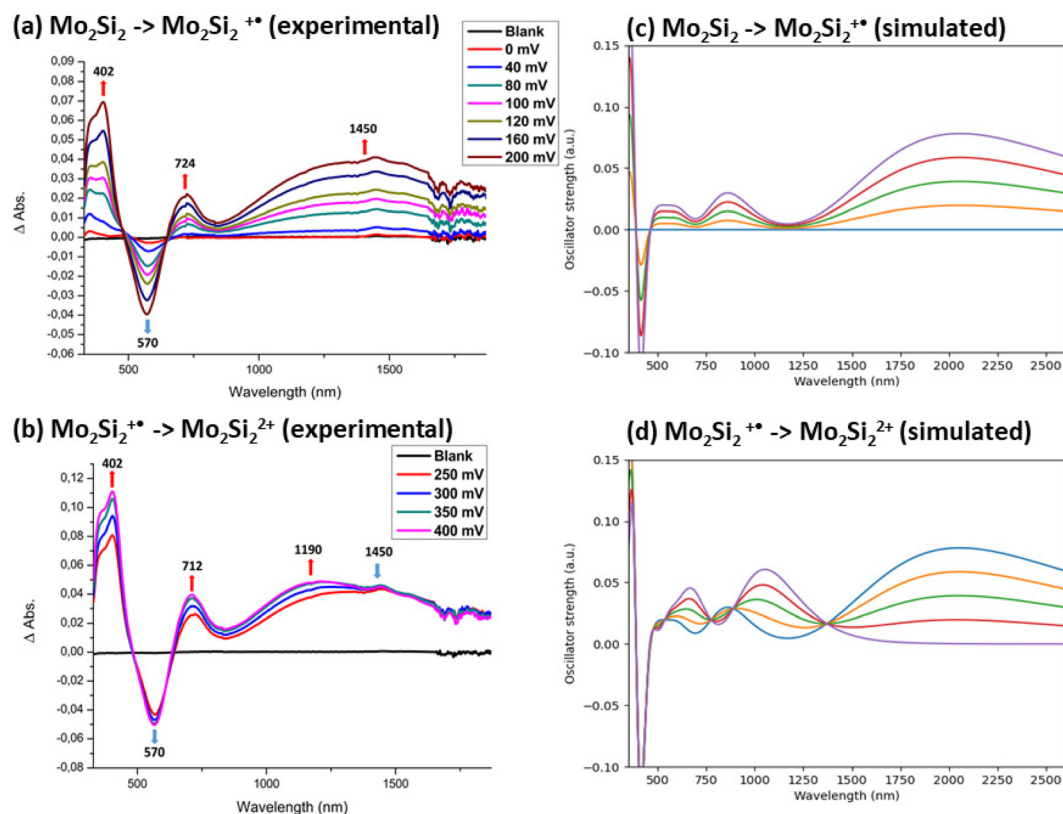 (a) Mo₂Si₂ -> Mo₂Si₂⁺• (experimental)
0,09
0,08
0,07
0,06
0,05
0,04
0,03
0,02
0,01
0,00
-0,01
-0,02
-0,03
-0,04
-0,05
-0,06
Δ Abs.
402
724
1450
570
Blank
0 mV
40 mV
80 mV
100 mV
120 mV
160 mV
200 mV
500
1000
1500
Wavelength (nm)
(c) Mo₂Si₂ -> Mo₂Si₂⁺• (simulated)
0.15
0.10
0.05
0.00
−0.05
−0.10
Oscillator strength (a.u.)
500
750
1000
1250
1500
1750
2000
2250
2500
Wavelength (nm)
(b) Mo₂Si₂⁺• -> Mo₂Si₂²⁺ (experimental)
0,12
0,10
0,08
0,06
0,04
0,02
0,00
-0,02
-0,04
-0,06
-0,08
Δ Abs.
402
712
1190
1450
570
Blank
250 mV
300 mV
350 mV
400 mV
500
1000
1500
Wavelength (nm)
(d) Mo₂Si₂⁺• -> Mo₂Si₂²⁺ (simulated)
0.15
0.10
0.05
0.00
−0.05
−0.10
Oscillator strength (a.u.)
500
750
1000
1250
1500
1750
2000
2250
2500
Wavelength (nm)